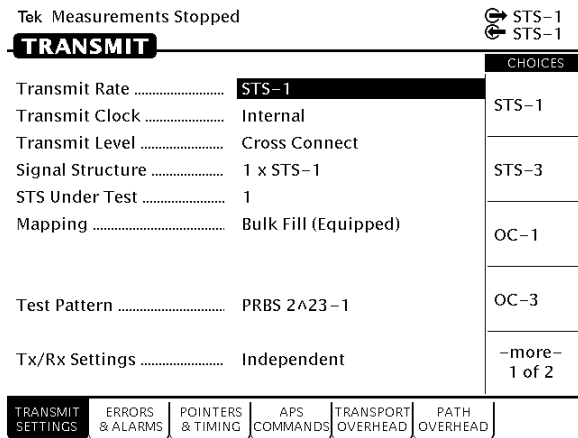 Tek Measurements Stopped
STS-1
STS-1
TRANSMIT
CHOICES
Transmit Rate ........................ STS-1
Transmit Clock ...................... Internal
Transmit Level ...................... Cross Connect
Signal Structure ................... 1 x STS-1
STS Under Test ...................... 1
Mapping .................................... Bulk Fill (Equipped)
Test Pattern ............................. PRBS 2^23-1
Tx/Rx Settings ...................... Independent
STS-1
STS-3
OC-1
OC-3
-more-
1 of 2
TRANSMIT SETTINGS
ERRORS & ALARMS
POINTERS & TIMING
APS COMMANDS
TRANSPORT OVERHEAD
PATH OVERHEAD